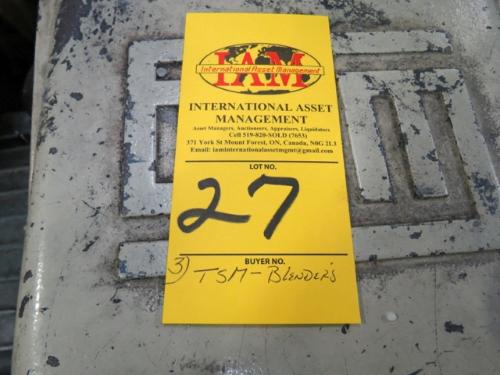 International Asset Management
IAM
INTERNATIONAL ASSET
MANAGEMENT
Asset Managers, Auctioneers, Appraisers, Liquidators
Cell 519-820-SOLD (7653)
371 York St Mount Forest, ON, Canada, N0G 2L3
Email: iaminternationalassetmgmt@gmail.com
LOT NO.
27
BUYER NO.
3) TSM-BLENDERS